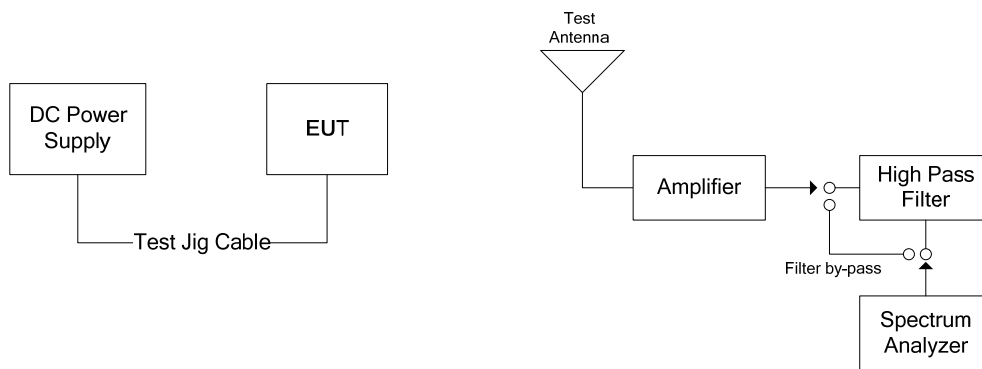 Test
Antenna
DC Power
Supply
EUT
Amplifier
High Pass
Filter
Test Jig Cable
Filter by-pass
Spectrum
Analyzer